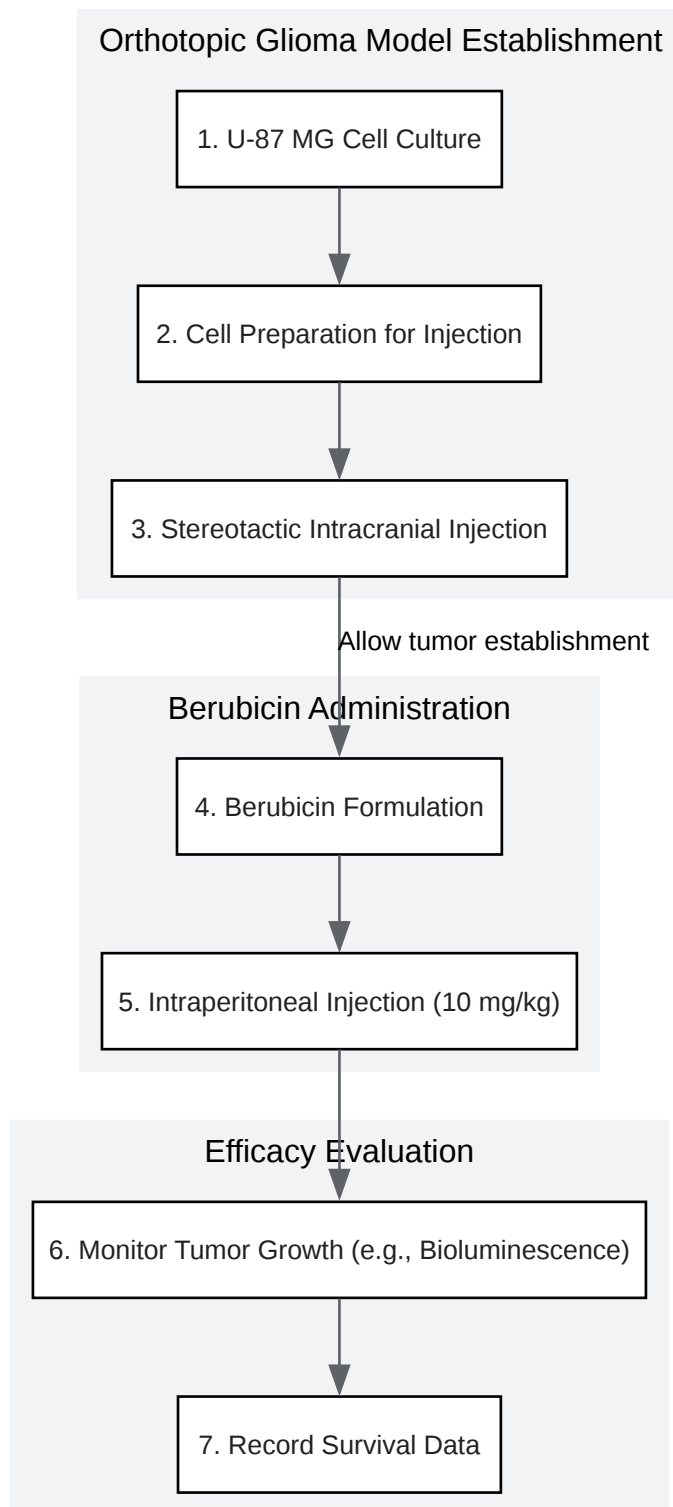 Orthotopic Glioma Model Establishment
1. U-87 MG Cell Culture
2. Cell Preparation for Injection
3. Stereotactic Intracranial Injection
Allow tumor establishment
Berubicin Administration
4. Berubicin Formulation
5. Intraperitoneal Injection (10 mg/kg)
Efficacy Evaluation
6. Monitor Tumor Growth (e.g., Bioluminescence)
7. Record Survival Data